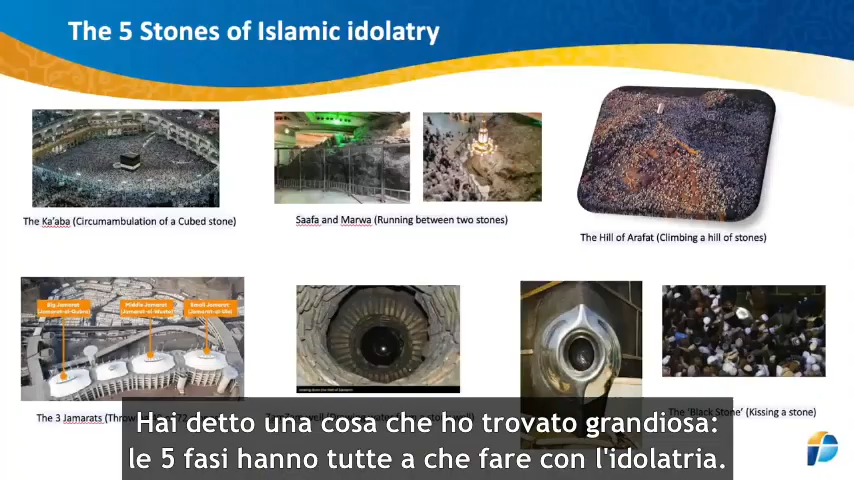 The 5 Stones of Islamic idolatry
The Ka'aba (Circumambulation of a Cubed stone)
Saafa and Marwa (Running between two stones)
The Hill of Arafat (Climbing a hill of stones)
Big Jamarat
Middle Jamarat
Small Jamarat
The 3 Jamarats
The 'Black Stone' (Kissing a stone)
Hai detto una cosa che ho trovato grandiosa:
le 5 fasi hanno tutte a che fare con l'idolatria.